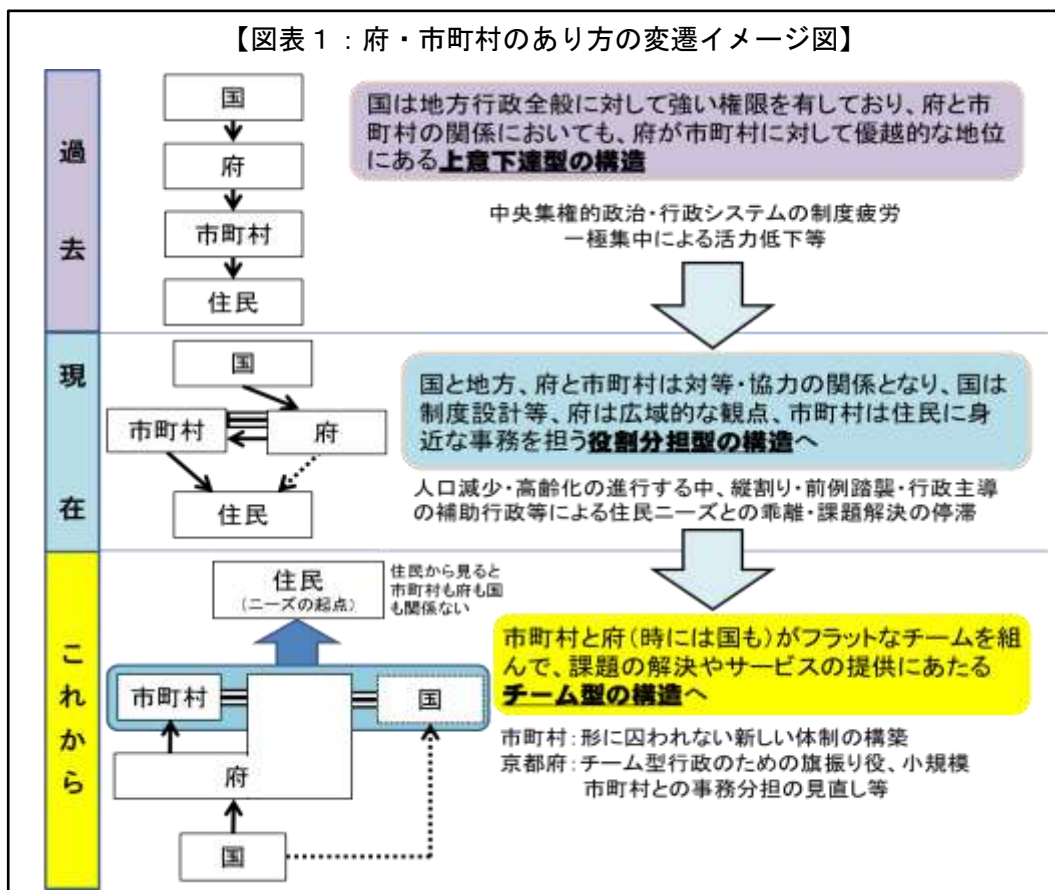 【図表１：府・市町村のあり方の変遷イメージ図】
過去
国
府
市町村
住民
国は地方行政全般に対して強い権限を有しており、府と市
町村の関係においても、府が市町村に対して優越的な地位
にある上意下達型の構造
中央集権的政治・行政システムの制度疲労
一極集中による活力低下等
現在
国
市町村
府
住民
国と地方、府と市町村は対等・協力の関係となり、国は
制度設計等、府は広域的な観点、市町村は住民に身
近な事務を担う役割分担型の構造へ
人口減少・高齢化の進行する中、縦割り・前例踏襲・行政主導
の補助行政等による住民ニーズとの乖離・課題解決の停滞
これから
住民
(ニーズの起点)
住民から見ると
市町村も府も国
も関係ない
市町村
国
府
国
市町村と府(時には国も)がフラットなチームを組
んで、課題の解決やサービスの提供にあたる
チーム型の構造へ
市町村：形に囚われない新しい体制の構築
京都府：チーム型行政のための旗振り役、小規模
市町村との事務分担の見直し等